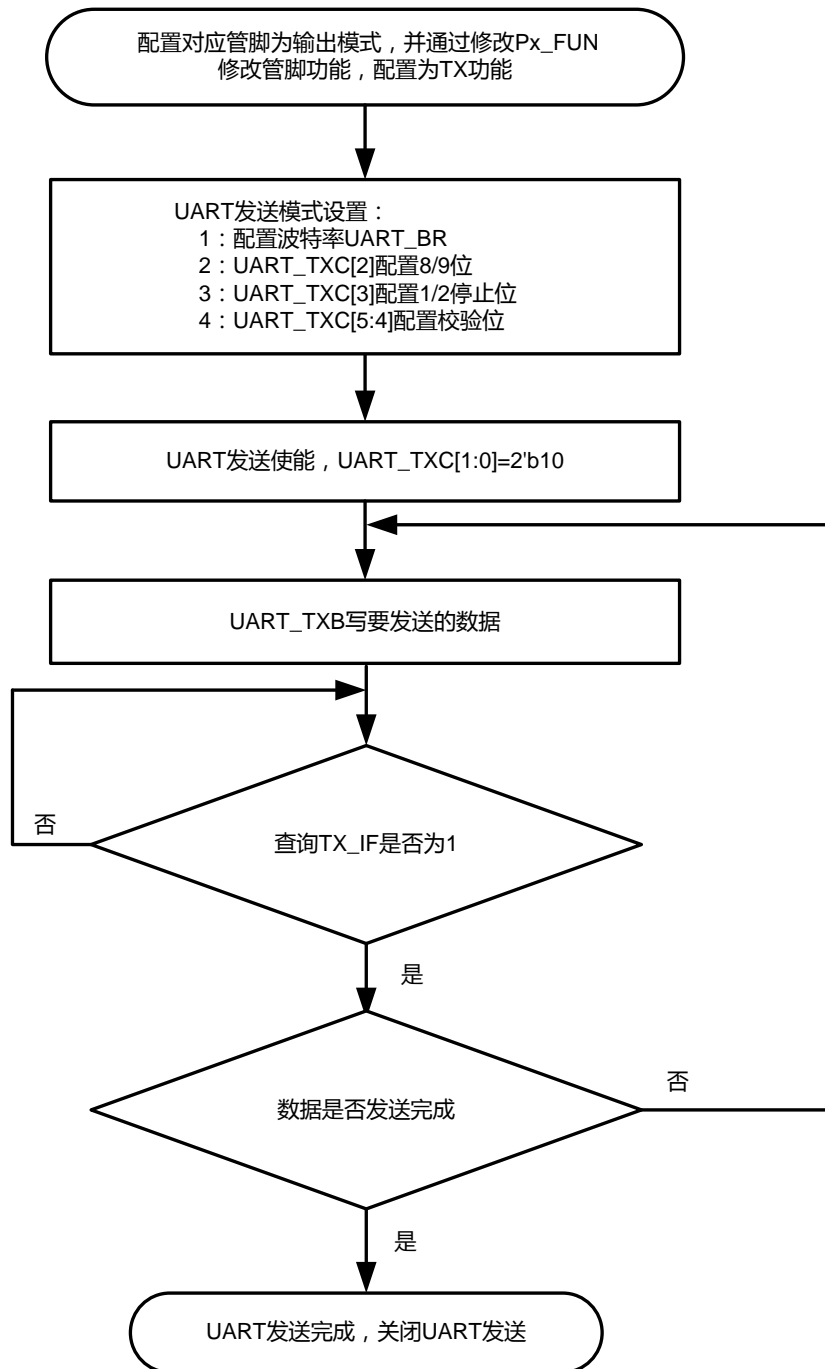 配置对应管脚为输出模式，并通过修改Px_FUN
修改管脚功能，配置为TX功能
UART发送模式设置：
1：配置波特率UART_BR
2：UART_TXC[2]配置8/9位
3：UART_TXC[3]配置1/2停止位
4：UART_TXC[5:4]配置校验位
UART发送使能，UART_TXC[1:0]=2'b10
UART_TXB写要发送的数据
否
查询TX_IF是否为1
是
否
数据是否发送完成
是
UART发送完成，关闭UART发送